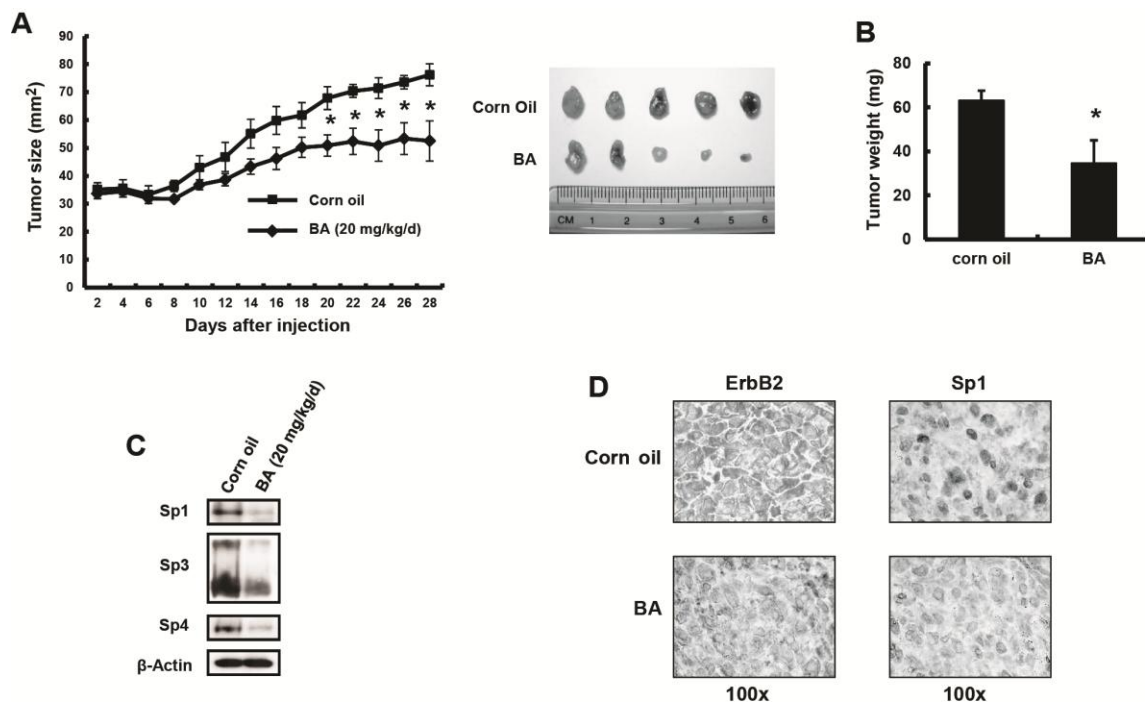 A
Tumor size (mm²)
90
80
70
60
50
40
30
20
10
0
* * * * *
Corn oil
BA (20 mg/kg/d)
2 4 6 8 10 12 14 16 18 20 22 24 26 28
Days after injection
Corn Oil
BA
CM 1 2 3 4 5 6
B
Tumor weight (mg)
80
60
40
20
0
*
corn oil BA
C
Corn oil
BA (20 mg/kg/d)
Sp1
Sp3
Sp4
β-Actin
D
ErbB2 Sp1
Corn oil
BA
100x 100x